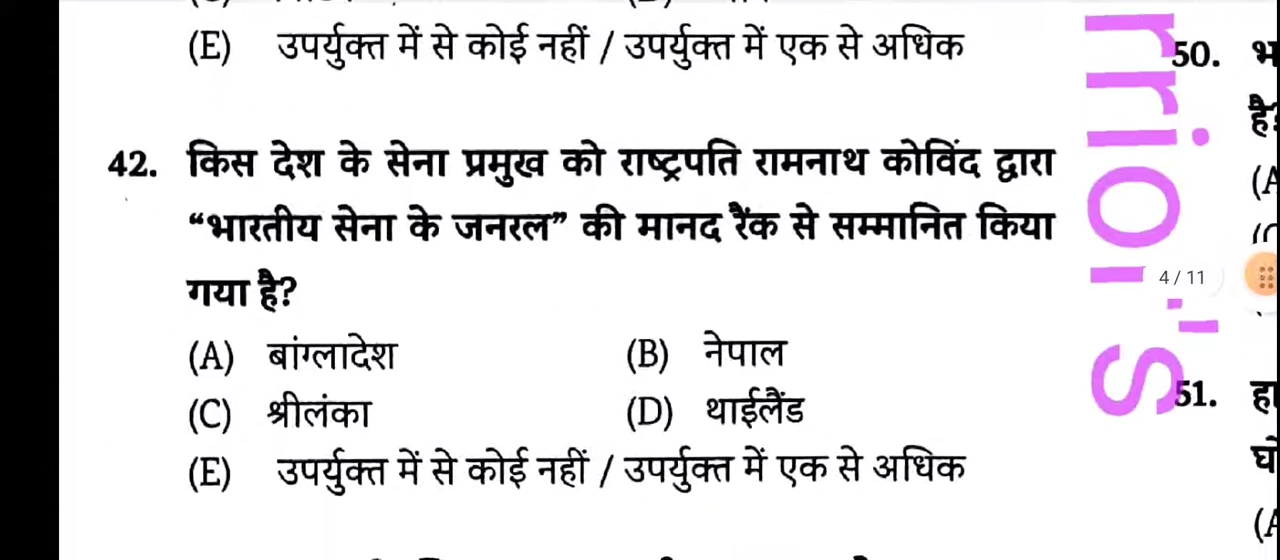 (E) उपर्युक्त में से कोई नहीं / उपर्युक्त में एक से अधिक
42. किस देश के सेना प्रमुख को राष्ट्रपति रामनाथ कोविंद द्वारा
“भारतीय सेना के जनरल” की मानद रैंक से सम्मानित किया
गया है?
(A) बांग्लादेश (B) नेपाल
(C) श्रीलंका (D) थाईलैंड
(E) उपर्युक्त में से कोई नहीं / उपर्युक्त में एक से अधिक
50.
है?
(A
4 / 11
51.
(A